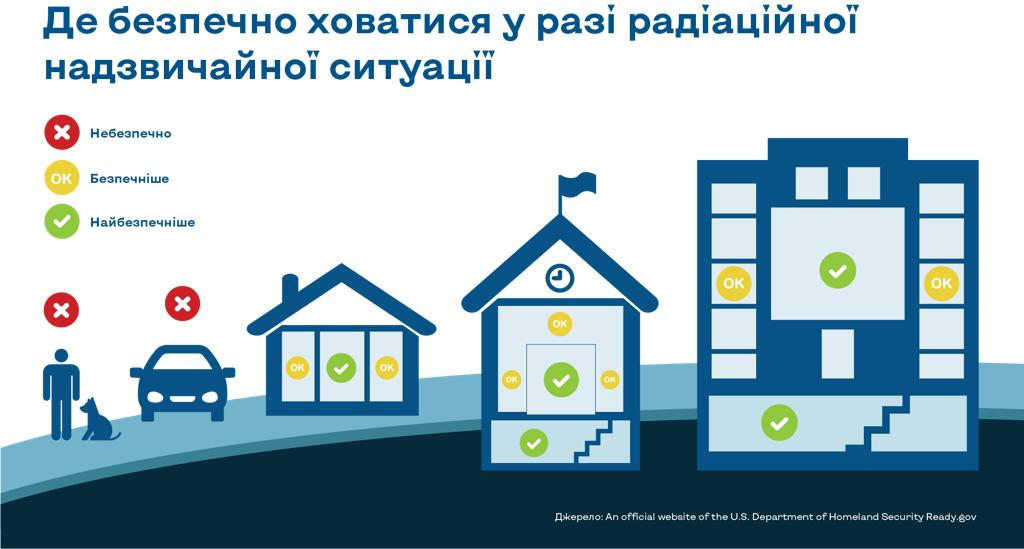 Де безпечно ховатися у разі радіаційної
надзвичайної ситуації
Небезпечно
OK Безпечніше
Найбезпечніше
OK
OK
OK
OK
OK
OK
OK
Джерело: An official website of the U.S. Department of Homeland Security Ready.gov